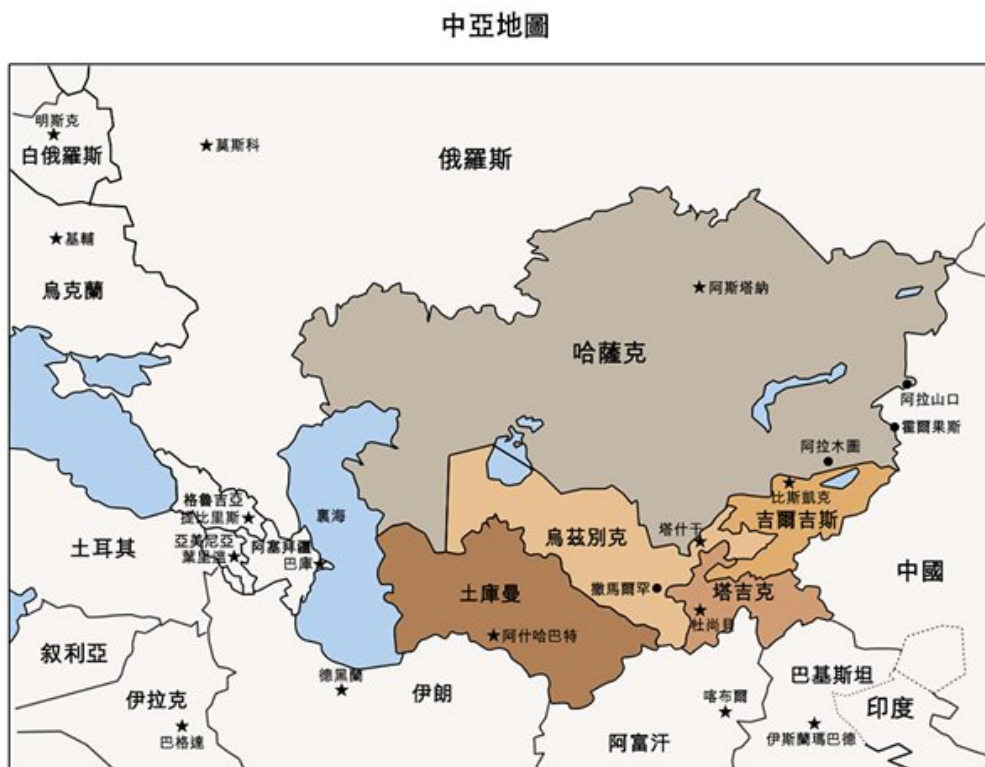 中亞地圖
明斯克
白俄羅斯
莫斯科
俄羅斯
基輔
烏克蘭
阿斯塔納
哈薩克
阿拉山口
霍爾果斯
阿拉木圖
比斯凱克
格魯吉亞
提比里斯
裏海
吉爾吉斯
烏茲別克
塔什干
土耳其
亞美尼亞
葉里溫
阿塞拜疆
巴庫
中國
土庫曼
撒馬爾罕
塔吉克
杜尚貝
阿什哈巴特
叙利亞
德黑蘭
伊朗
巴基斯坦
伊拉克
喀布爾
印度
巴格達
阿富汗
伊斯蘭瑪巴德